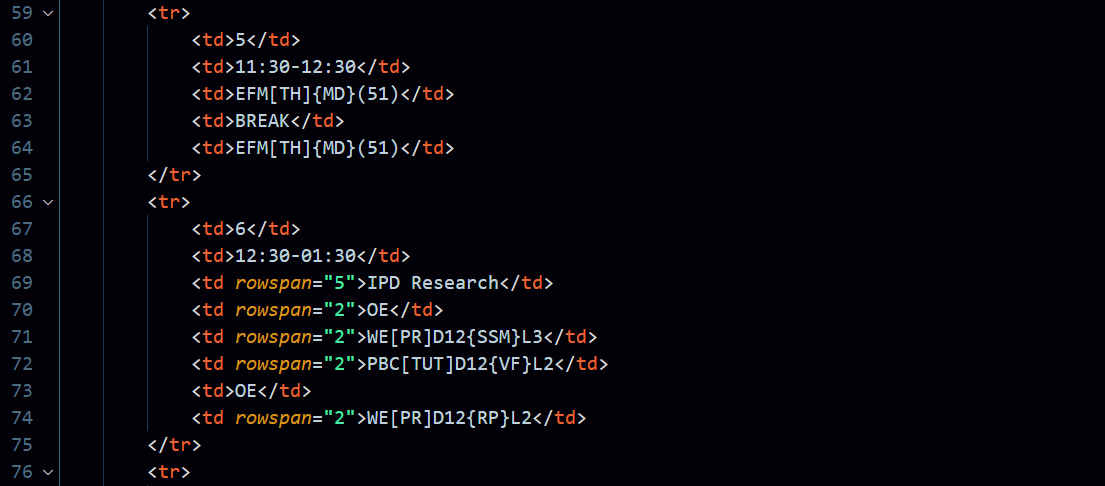 59 <tr>
60 <td>5</td>
61 <td>11:30-12:30</td>
62 <td>EFM[TH]{MD}(51)</td>
63 <td>BREAK</td>
64 <td>EFM[TH]{MD}(51)</td>
65 </tr>
66 <tr>
67 <td>6</td>
68 <td>12:30-01:30</td>
69 <td rowspan="5">IPD Research</td>
70 <td rowspan="2">OE</td>
71 <td rowspan="2">WE[PR]D12{SSM}L3</td>
72 <td rowspan="2">PBC[TUT]D12{VF}L2</td>
73 <td>OE</td>
74 <td rowspan="2">WE[PR]D12{RP}L2</td>
75 </tr>
76 <tr>